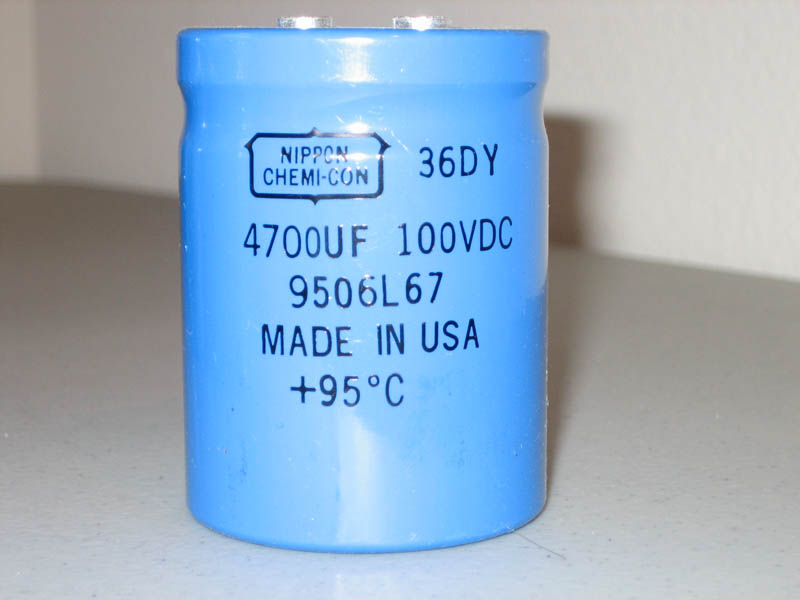 NIPPON
CHEMI-CON
36DY
4700UF 100VDC
9506L67
MADE IN USA
+95°C